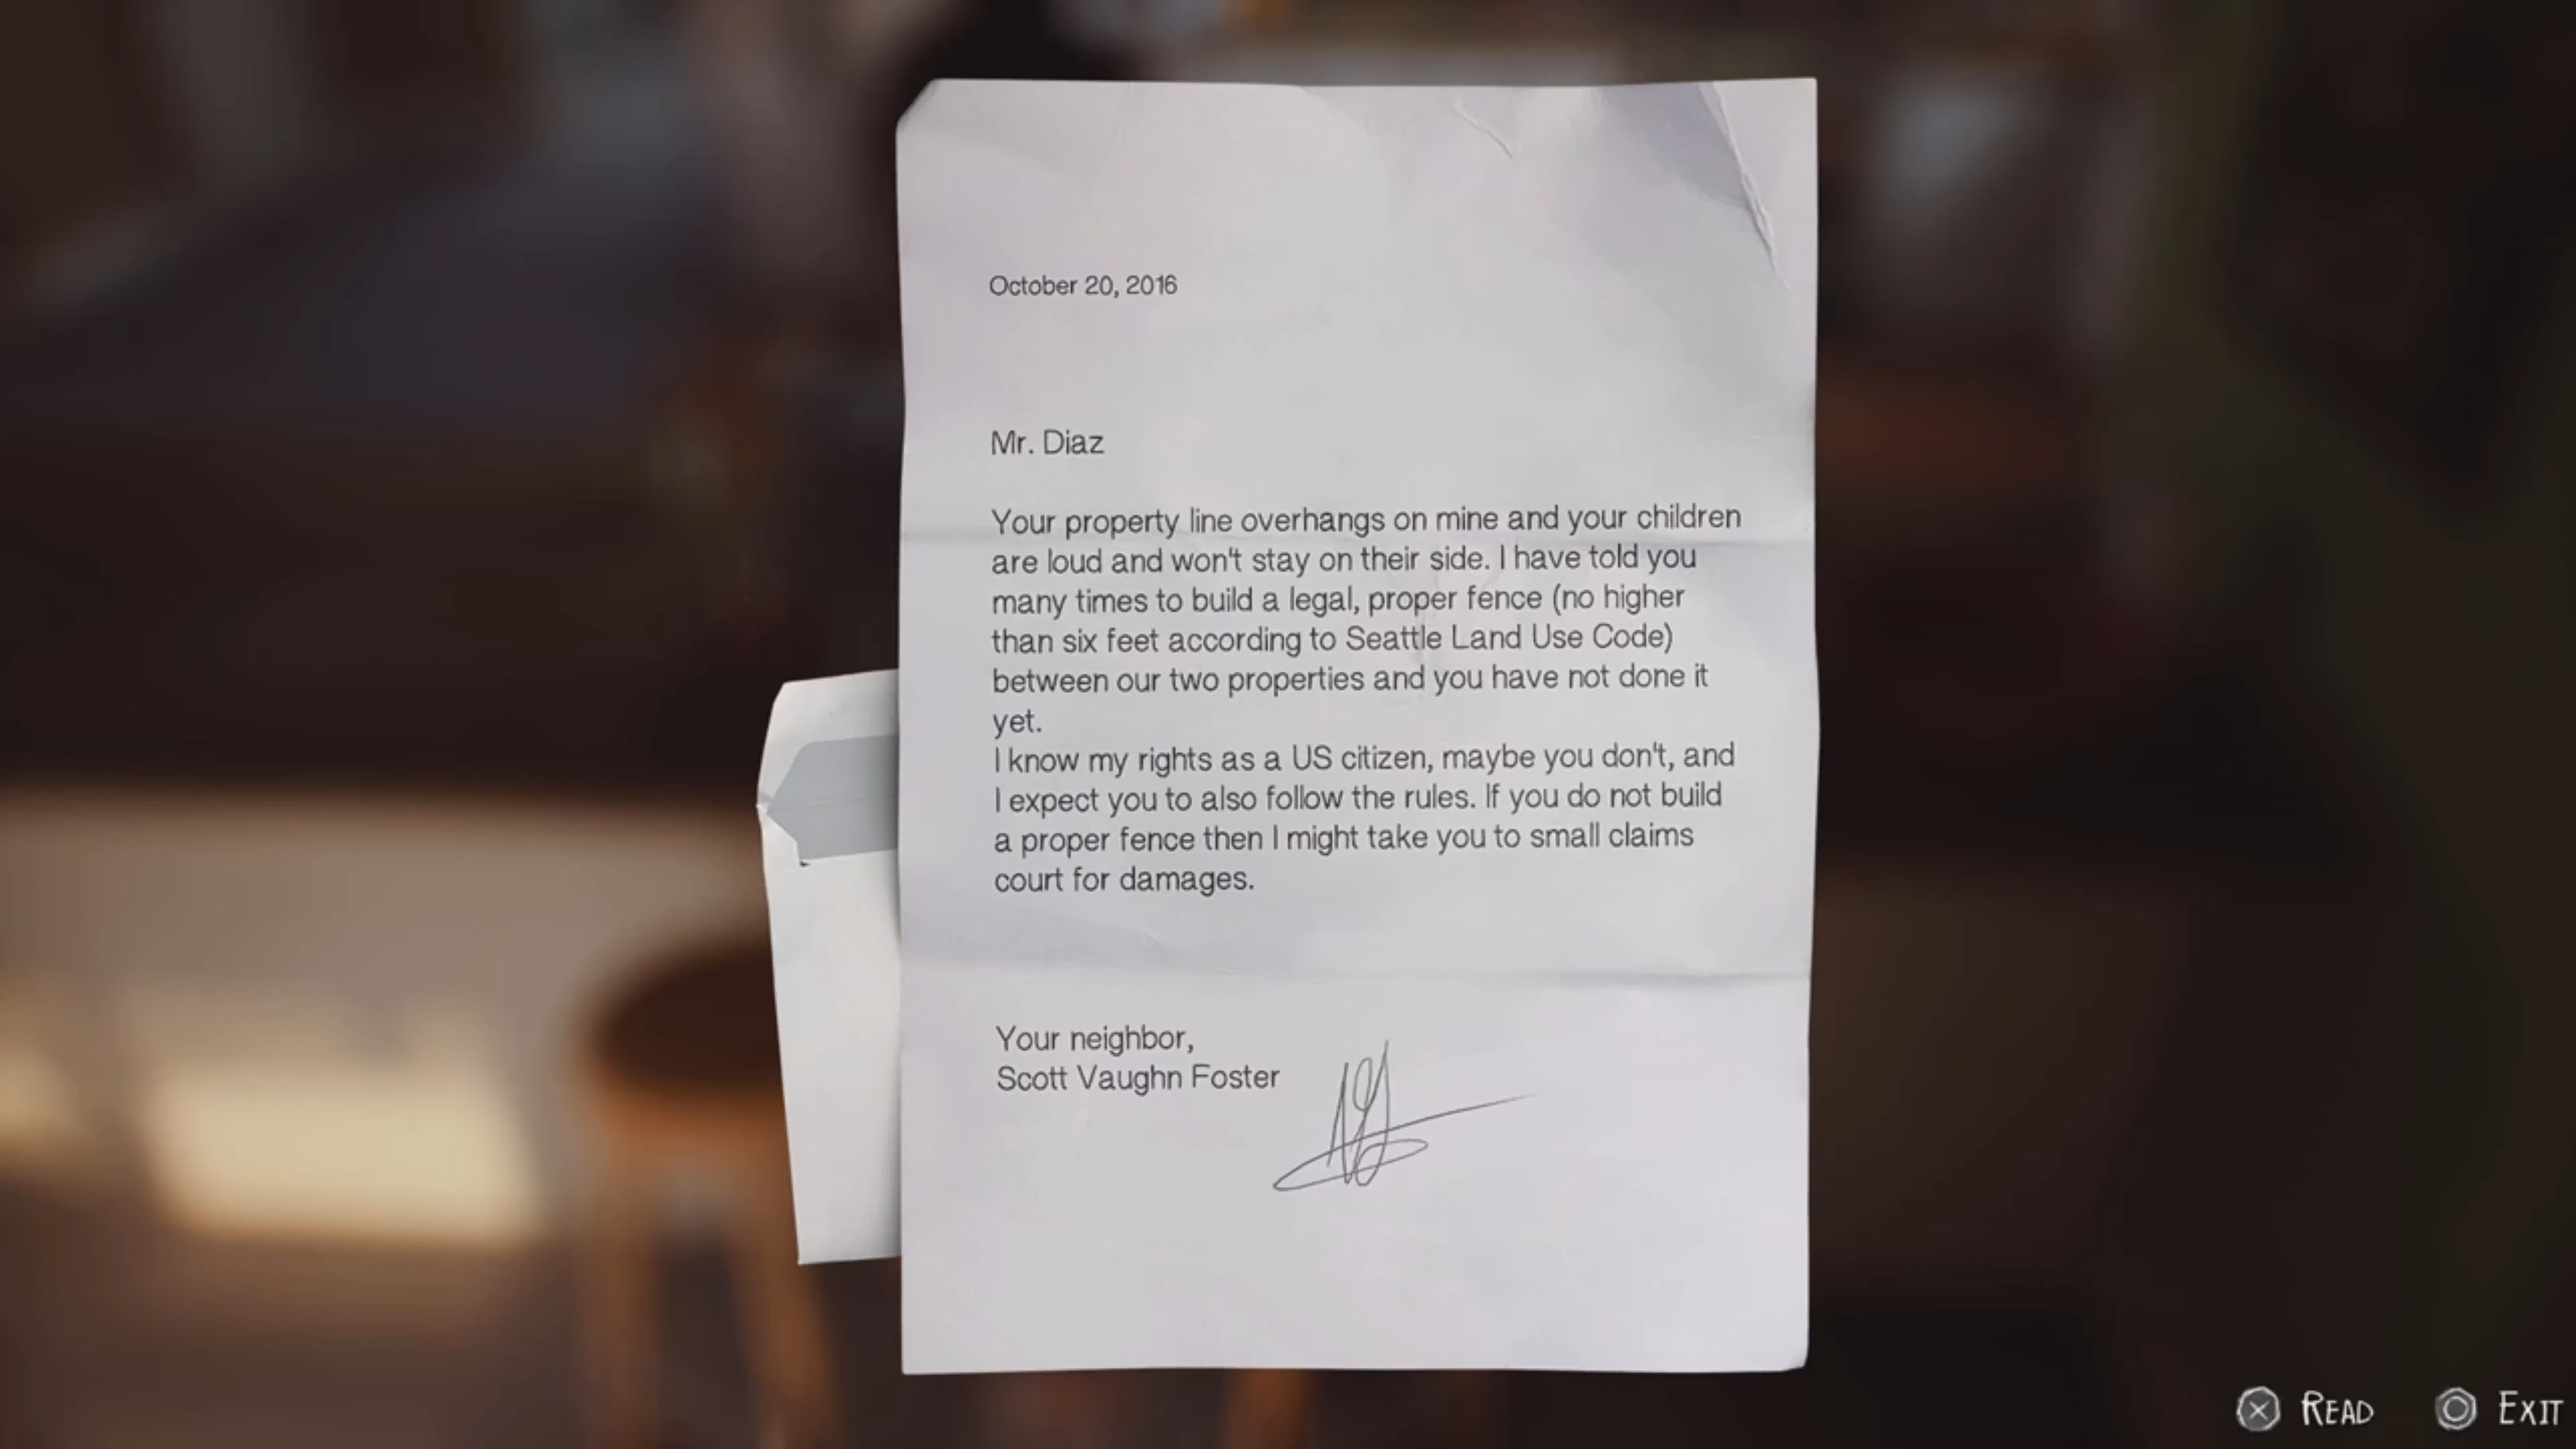 October 20, 2016
Mr. Diaz
Your property line overhangs on mine and your children
are loud and won't stay on their side. I have told you
many times to build a legal, proper fence (no higher
than six feet according to Seattle Land Use Code)
between our two properties and you have not done it
yet.
I know my rights as a US citizen, maybe you don't, and
I expect you to also follow the rules. If you do not build
a proper fence then I might take you to small claims
court for damages.
Your neighbor,
Scott Vaughn Foster
READ
EXIT